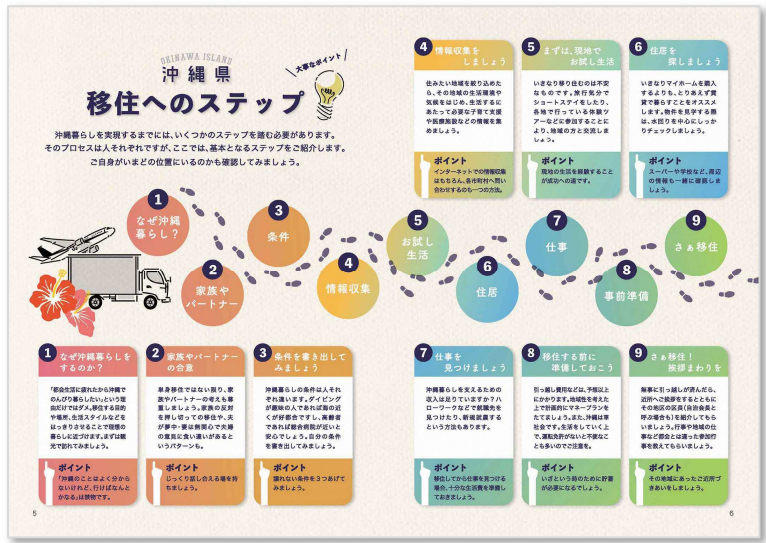 OKINAWA ISLAND
沖縄県
移住へのステップ
大事なポイント
沖縄暮らしを実現するまでには、いくつかのステップを踏む必要があります。
そのプロセスは人それぞれですが、ここでは、基本となるステップをご紹介します。
ご自身がいまどの位置にいるのかも確認してみましょう。
4 情報収集を
しましょう
住みたい地域を絞り込めた
ら、その地域の生活環境や
気候をはじめ、生活するに
あたって必要な子育て支援
や医療施設などの情報を集
めましょう。
ポイント
インターネットでの情報収集
はもちろん、各市町村へ問い
合わせするのも一つの方法。
5 まずは、現地で
お試し生活
いきなり移り住むのは不安
なものです。旅行気分で
ショートステイをしたり、
各地で行っている体験ツ
アーなどに参加することに
より、地域の方と交流しま
しょう。
ポイント
現地の生活を経験すること
が成功への道です。
6 住居を
探しましょう
いきなりマイホームを購入
するよりも、とりあえず賃
貸で暮らすことをオススメ
します。物件を見学する際
は、水回りを中心にしっか
りチェックしましょう。
ポイント
スーパーや学校など、周辺
の情報も一緒に確認しま
しょう。
1
なぜ沖縄
暮らし?
2
家族や
パートナー
3
条件
4
情報収集
5
お試し
生活
6
住居
7
仕事
8
事前準備
9
さぁ移住
1 なぜ沖縄暮らしを
するのか?
「都会生活に疲れたから沖縄で
のんびり暮らしたい」という理
由だけではダメ。移住する目的
や場所、生活スタイルなどを
はっきりさせることで理想の
暮らしに近づけます。まずは観
光で訪れてみましょう。
ポイント
「沖縄のことはよく分から
ないけれど、行けばなんと
かなる」は禁物です。
2 家族やパートナー
の合意
単身移住ではない限り、家
族やパートナーの考えも尊
重しましょう。家族の反対
を押し切っての移住や、夫
が夢中・妻は無関心で夫婦
の意見に食い違いがあると
いうパターンも。
ポイント
じっくり話し合える場を持
ちましょう。
3 条件を書き出して
みましょう
沖縄暮らしの条件は人それ
ぞれ違います。ダイビング
が趣味の人であれば海の近
くが好都合ですし、高齢者
であれば総合病院が近いと
安心でしょう。自分の条件
を書き出してみましょう。
ポイント
譲れない条件を3つあげて
みましょう。
7 仕事を
見つけましょう
沖縄暮らしを支えるための
収入は足りていますか?ハ
ローワークなどで就職先を
見つけたり、新規就農する
という方法もあります。
ポイント
移住してから仕事を見つける
場合、十分な生活費を準備し
ておきましょう。
8 移住する前に
準備しておこう
引っ越し費用などは、予想以上
にかかります。地域性を考えた
上で計画的にマネープランを
たてましょう。また、沖縄は車
社会です。生活をしていく上
で、運転免許がないと不便なこ
とも多いのでご注意を。
ポイント
いざという時のために貯蓄
が必要になるでしょう。
9 さぁ移住!
挨拶まわりを
無事に引っ越しが済んだら、
近所へご挨拶をするとともに
その地区の区長(自治会長と
呼ぶ場合も)を紹介してもら
いましょう。行事や地域の仕
事など都会とは違った参加行
事を教えてもらいましょう。
ポイント
その地域にあったご近所づ
きあいをしましょう。
5
6